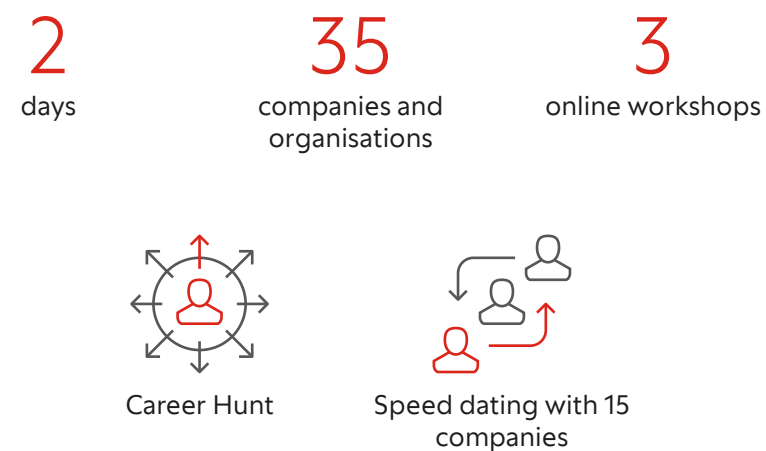 2
days
35
companies and
organisations
3
online workshops
Career Hunt
Speed dating with 15
companies